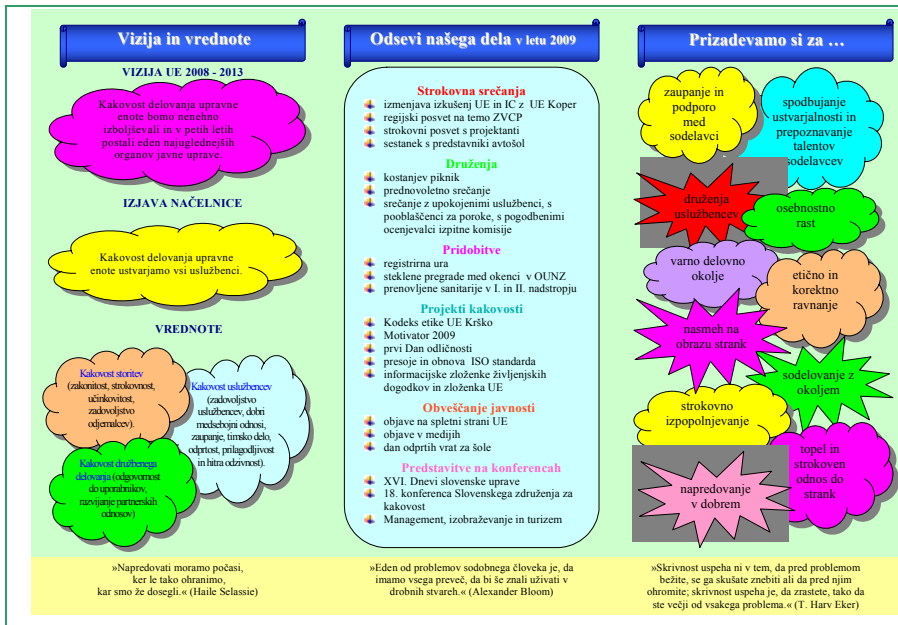 Vizija in vrednote
VIZIJA UE 2008 - 2013
Kakovost delovanja upravne
enote bomo nenehno
izboljševali in v petih letih
postali eden najuglednejših
organov javne uprave.
IZJAVA NAČELNICE
Kakovost delovanja upravne
enote ustvarjamo vsi uslužbenci.
VREDNOTE
Kakovost storitev
(zakonitost, strokovnost,
učinkovitost,
zadovoljstvo
odjemalcev).
Kakovost uslužbencev
(zadovoljstvo
uslužbencev, dobri
medsebojni odnosi,
zaupanje, timsko delo,
odprtost, prilagodljivost
in hitra odzivnost).
Kakovost družbenega
delovanja (odgovornost
do uporabnikov,
razvijanje partnerskih
odnosov)
»Napredovati moramo počasi,
ker le tako ohranimo,
kar smo že dosegli.« (Haile Selassie)
Odsevi našega dela v letu 2009
Strokovna srečanja
izmenjava izkušenj UE in IC z UE Koper
regijski posvet na temo ZVCP
strokovni posvet s projektanti
sestanek s predstavniki avtošol
Druženja
kostanjev piknik
prednovoletno srečanje
srečanje z upokojenimi uslužbenci, s
pooblaščenci za poroke, s pogodbenimi
ocenjevalci izpitne komisije
Pridobitve
registrirna ura
steklene pregrade med okenci v OUNZ
prenovljene sanitarije v I. in II. nadstropju
Projekti kakovosti
Kodeks etike UE Krško
Motivator 2009
prvi Dan odličnosti
presoje in obnova ISO standarda
informacijske zloženke življenjskih
dogodkov in zloženka UE
Obveščanje javnosti
objave na spletni strani UE
objave v medijih
dan odprtih vrat za šole
Predstavitve na konferencah
XVI. Dnevi slovenske uprave
18. konferenca Slovenskega združenja za
kakovost
Management, izobraževanje in turizem
»Eden od problemov sodobnega človeka je, da
imamo vsega preveč, da bi še znali uživati v
drobnih stvareh.« (Alexander Bloom)
Prizadevamo si za …
zaupanje in
podporo
med
sodelavci
spodbujanje
ustvarjalnosti in
prepoznavanje
talentov
sodelavcev
druženja
uslužbencev
osebnostno
rast
varno delovno
okolje
etično in
korektno
ravnanje
nasmeh na
obrazu strank
sodelovanje z
okoljem
strokovno
izpopolnjevanje
topel in
strokoven
odnos do
strank
napredovanje
v dobrem
»Skrivnost uspeha ni v tem, da pred problemom
bežite, se ga skušate znebiti ali da pred njim
ohromite; skrivnost uspeha je, da zrastete, tako da
ste večji od vsakega problema.« (T. Harv Eker)